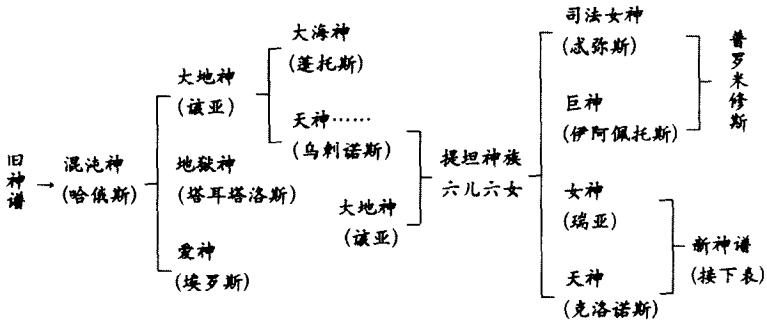 旧神谱
→
混沌神
(哈俄斯)
大地神
(该亚)
地狱神
(塔耳塔洛斯)
爱神
(埃罗斯)
大海神
(蓬托斯)
天神……
(乌刺诺斯)
大地神
(该亚)
提坦神族
六儿六女
司法女神
(忒弥斯)
巨神
(伊阿佩托斯)
普罗米修斯
女神
(瑞亚)
天神
(克洛诺斯)
新神谱
(接下表)